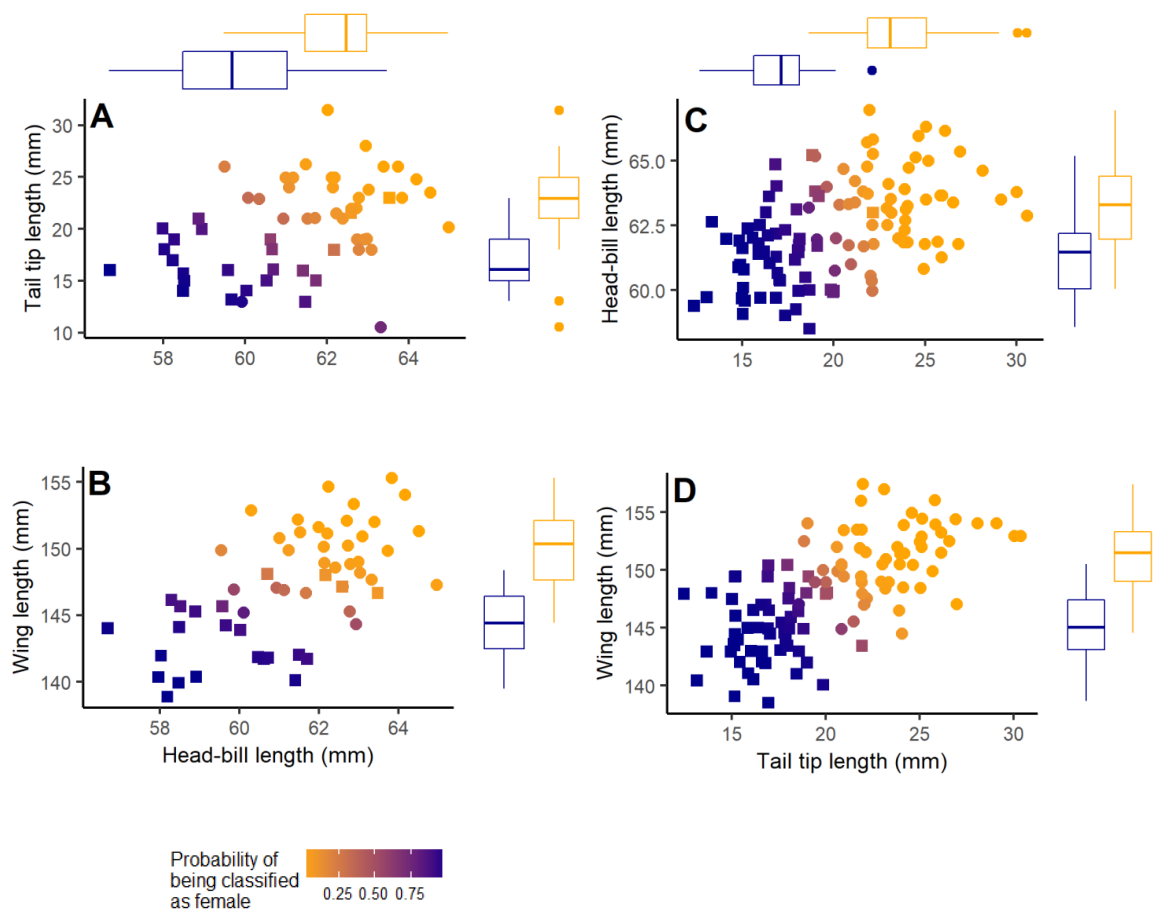 A
C
Tail tip length (mm)
30
25
20
15
10
58 60 62 64
Head-bill length (mm)
65.0
62.5
60.0
15 20 25 30
B
D
Wing length (mm)
155
150
145
140
58 60 62 64
Head-bill length (mm)
Wing length (mm)
155
150
145
140
15 20 25 30
Tail tip length (mm)
Probability of
being classified
as female
0.25 0.50 0.75